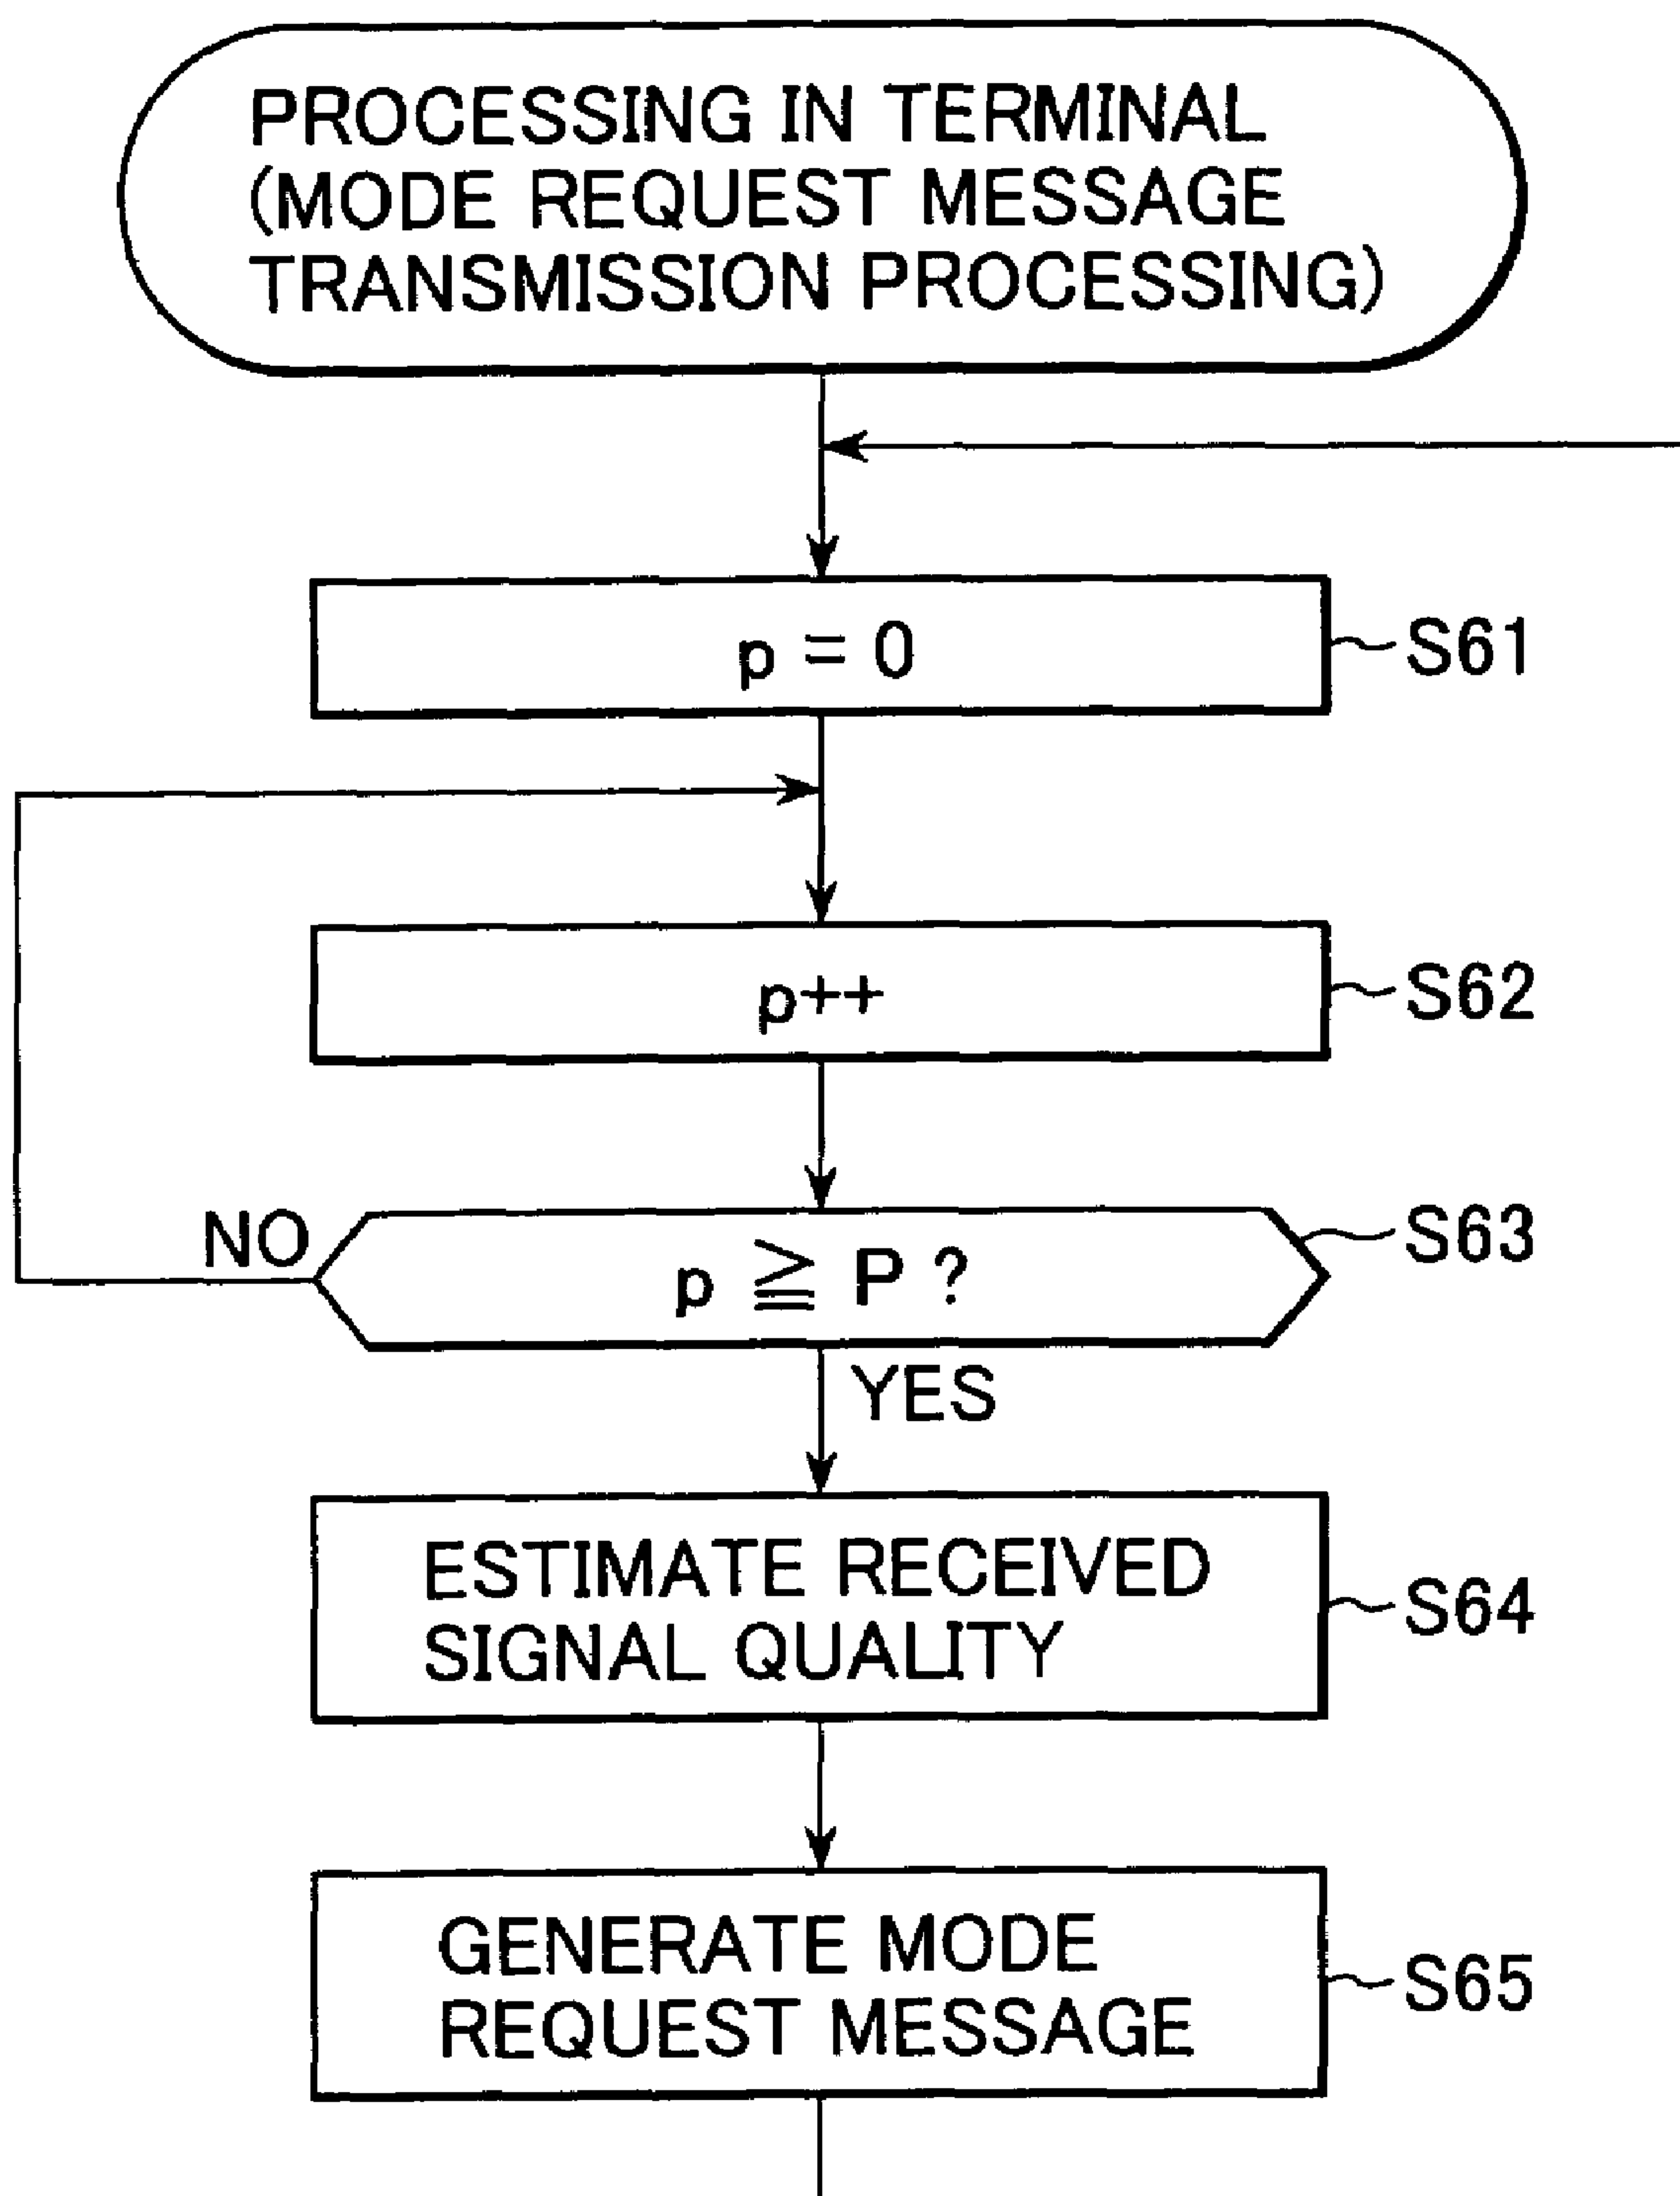 PROCESSING IN TERMINAL
(MODE REQUEST MESSAGE
TRANSMISSION PROCESSING)
p = 0
S61
p++
S62
NO
p ≧ P ?
S63
YES
ESTIMATE RECEIVED
SIGNAL QUALITY
S64
GENERATE MODE
REQUEST MESSAGE
S65